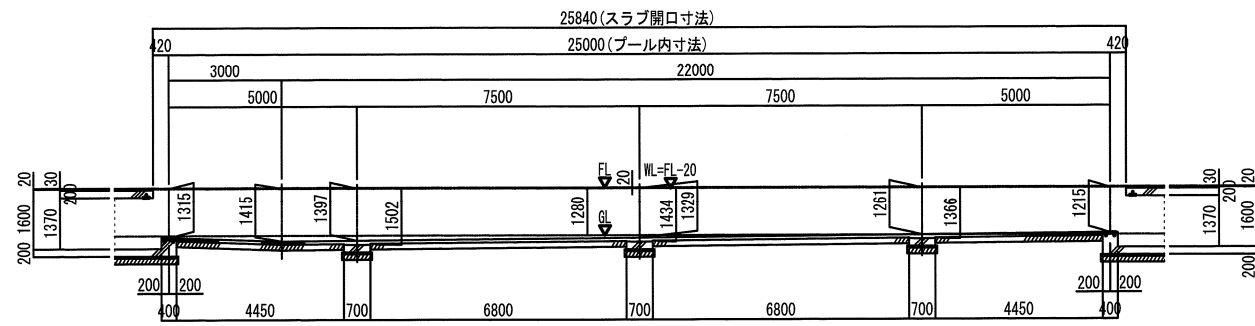 25840(スラブ開口寸法)
420 25000(プール内寸法) 420
3000 22000
5000 7500 7500 5000
FL 20 WL=FL-20
20 30 200 30 20 200
1600 1370 1315 1415 1397 1502 1280 1434 1329 1261 1366 1215 1370 1600
GL
200 200
200 200 200 200
400 4450 700 6800 700 6800 700 4450 400